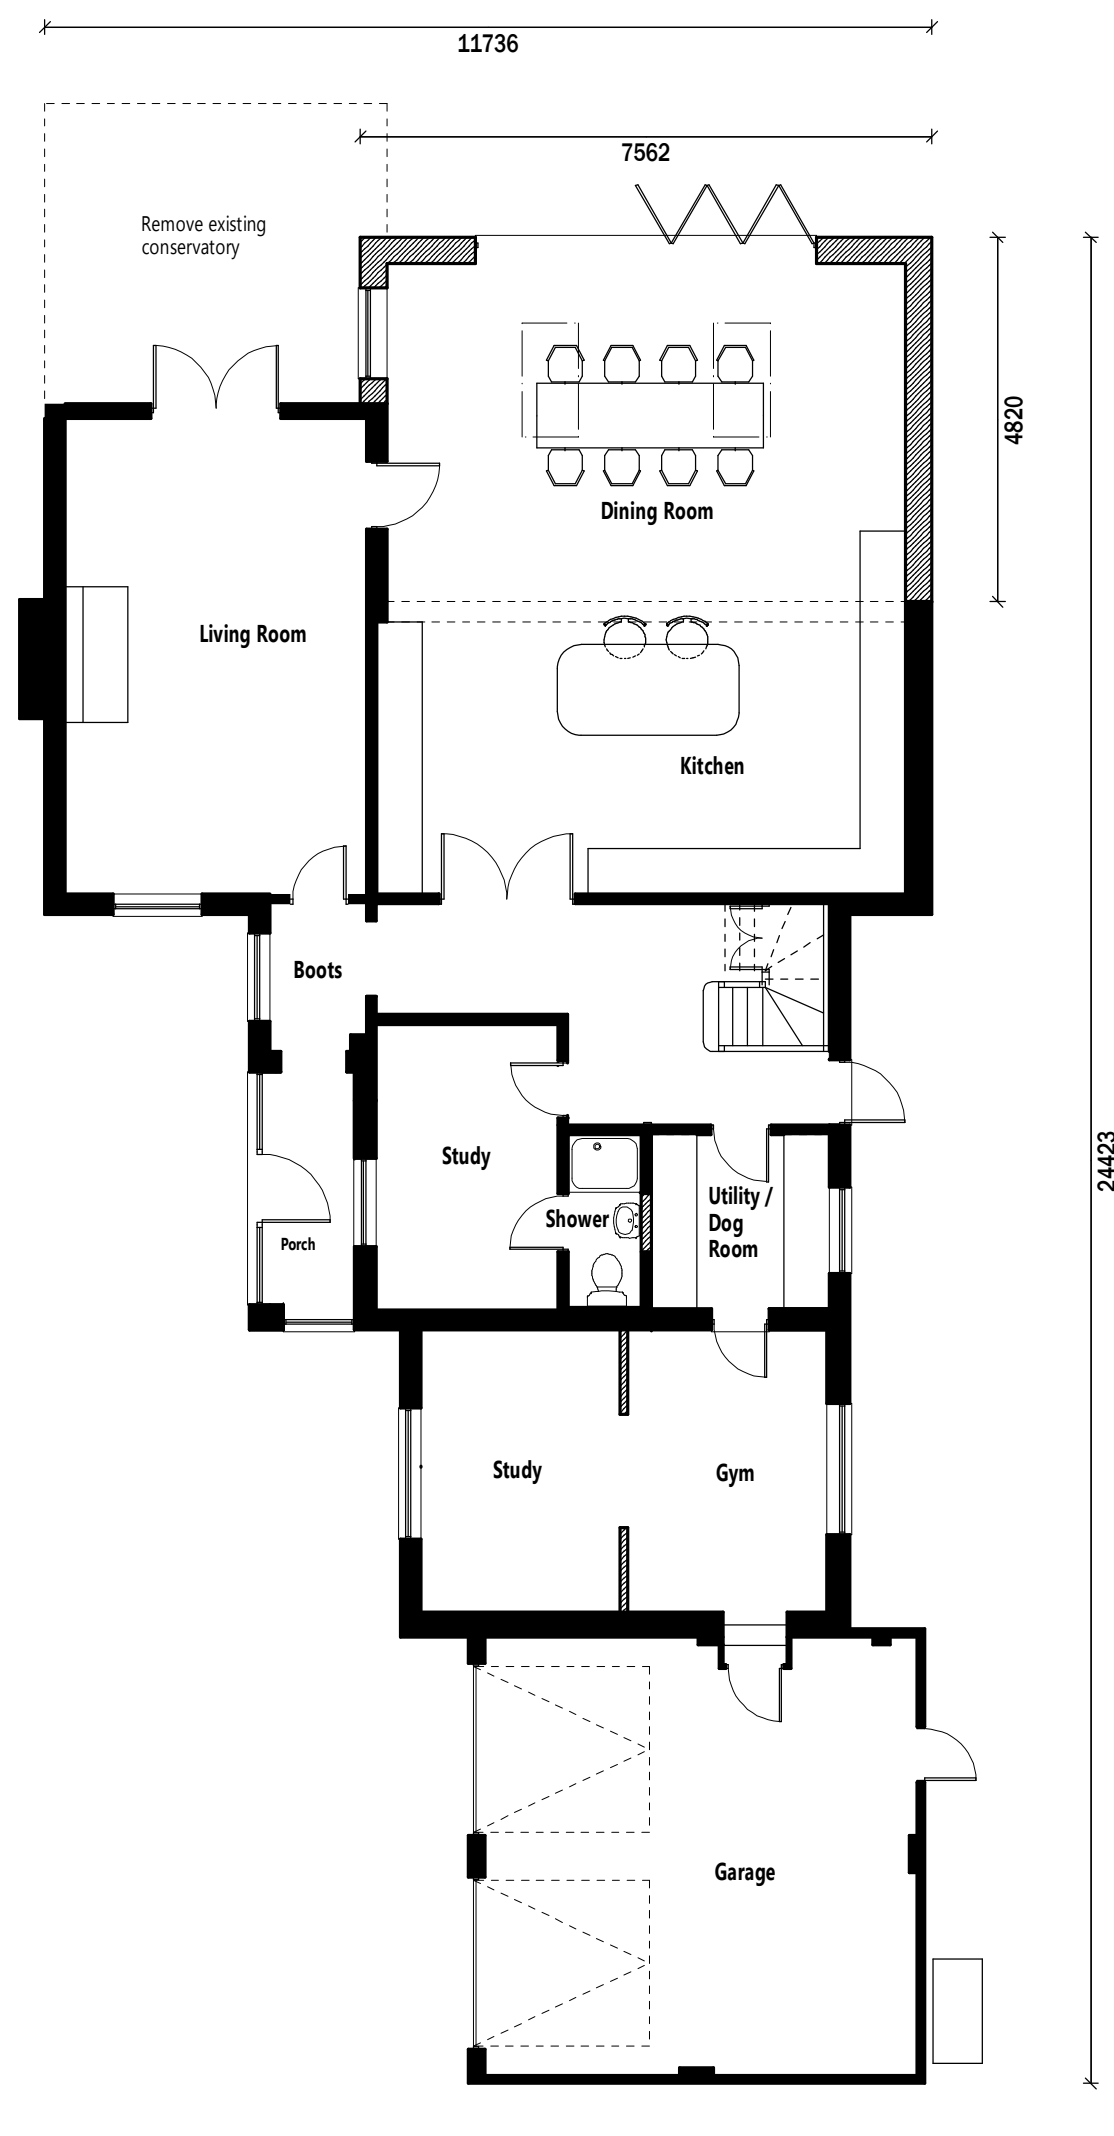 11736
7562
Remove existing
conservatory
4820
Dining Room
Living Room
Kitchen
Boots
24423
Study
Utility /
Dog
Room
Shower
Porch
Study
Gym
Garage